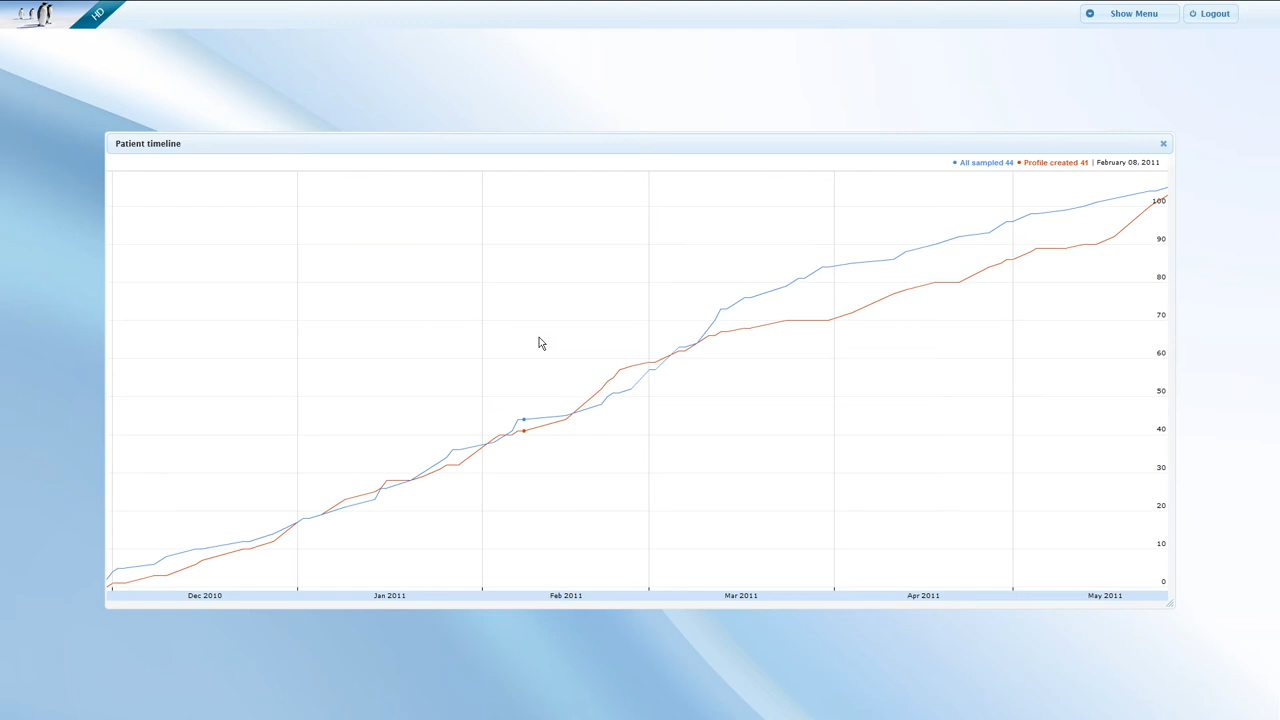 HD
Show Menu
Logout
Patient timeline
All sampled 44 Profile created 41 | February 08, 2011
100
90
80
70
60
50
40
30
20
10
0
Dec 2010 Jan 2011 Feb 2011 Mar 2011 Apr 2011 May 2011